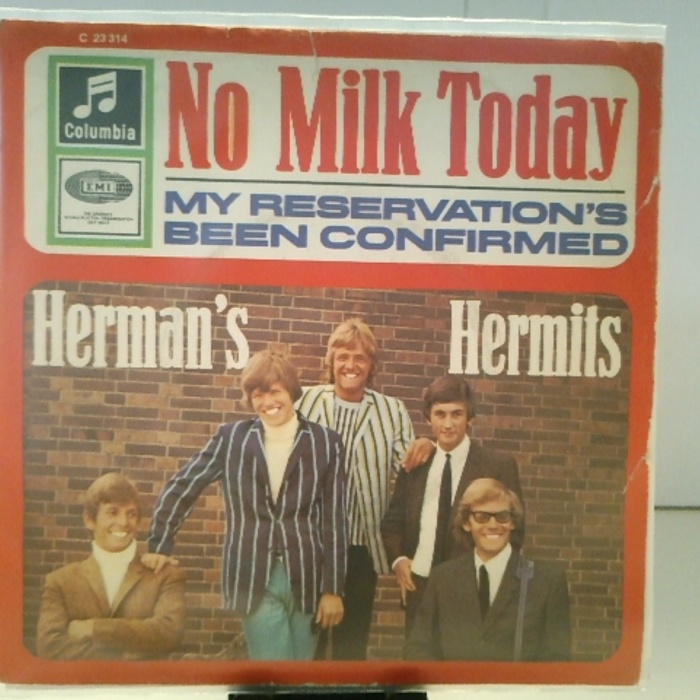 C 23 314
Columbia
No Milk Today
EMI
MY RESERVATION'S
BEEN CONFIRMED
Herman's Hermits